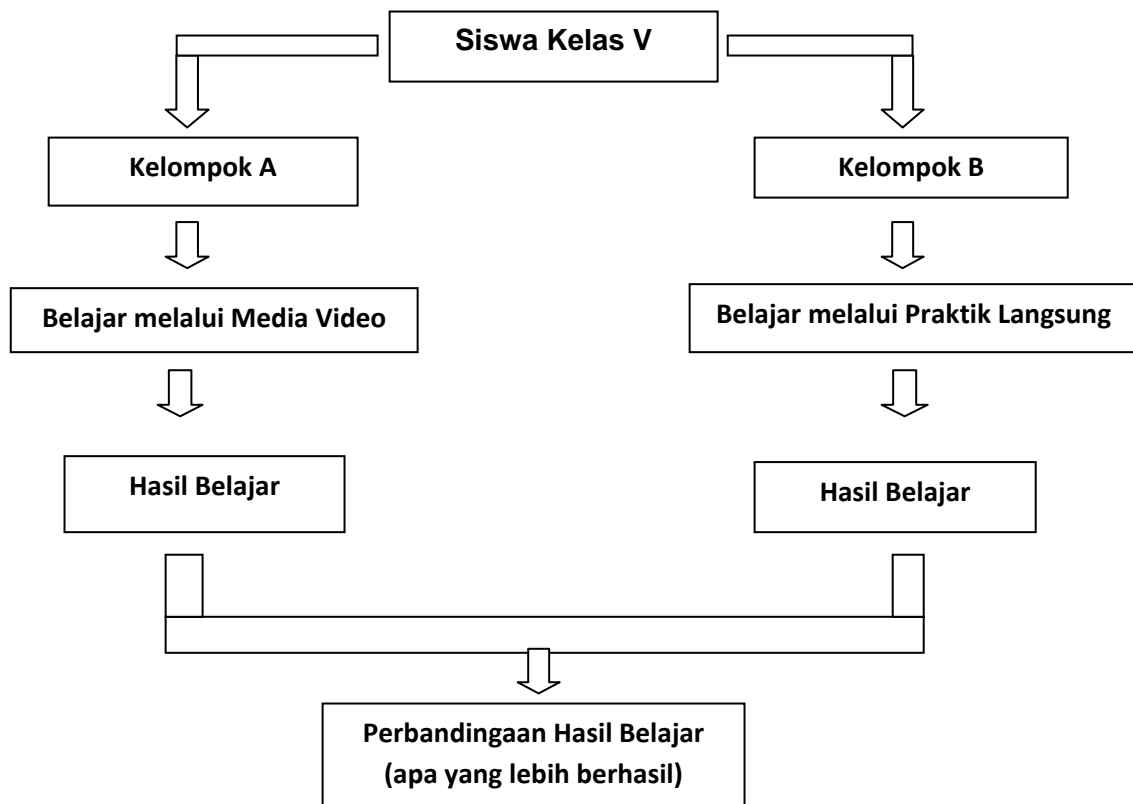 Siswa Kelas V
Kelompok A
Kelompok B
Belajar melalui Media Video
Belajar melalui Praktik Langsung
Hasil Belajar
Hasil Belajar
Perbandingaan Hasil Belajar
(apa yang lebih berhasil)